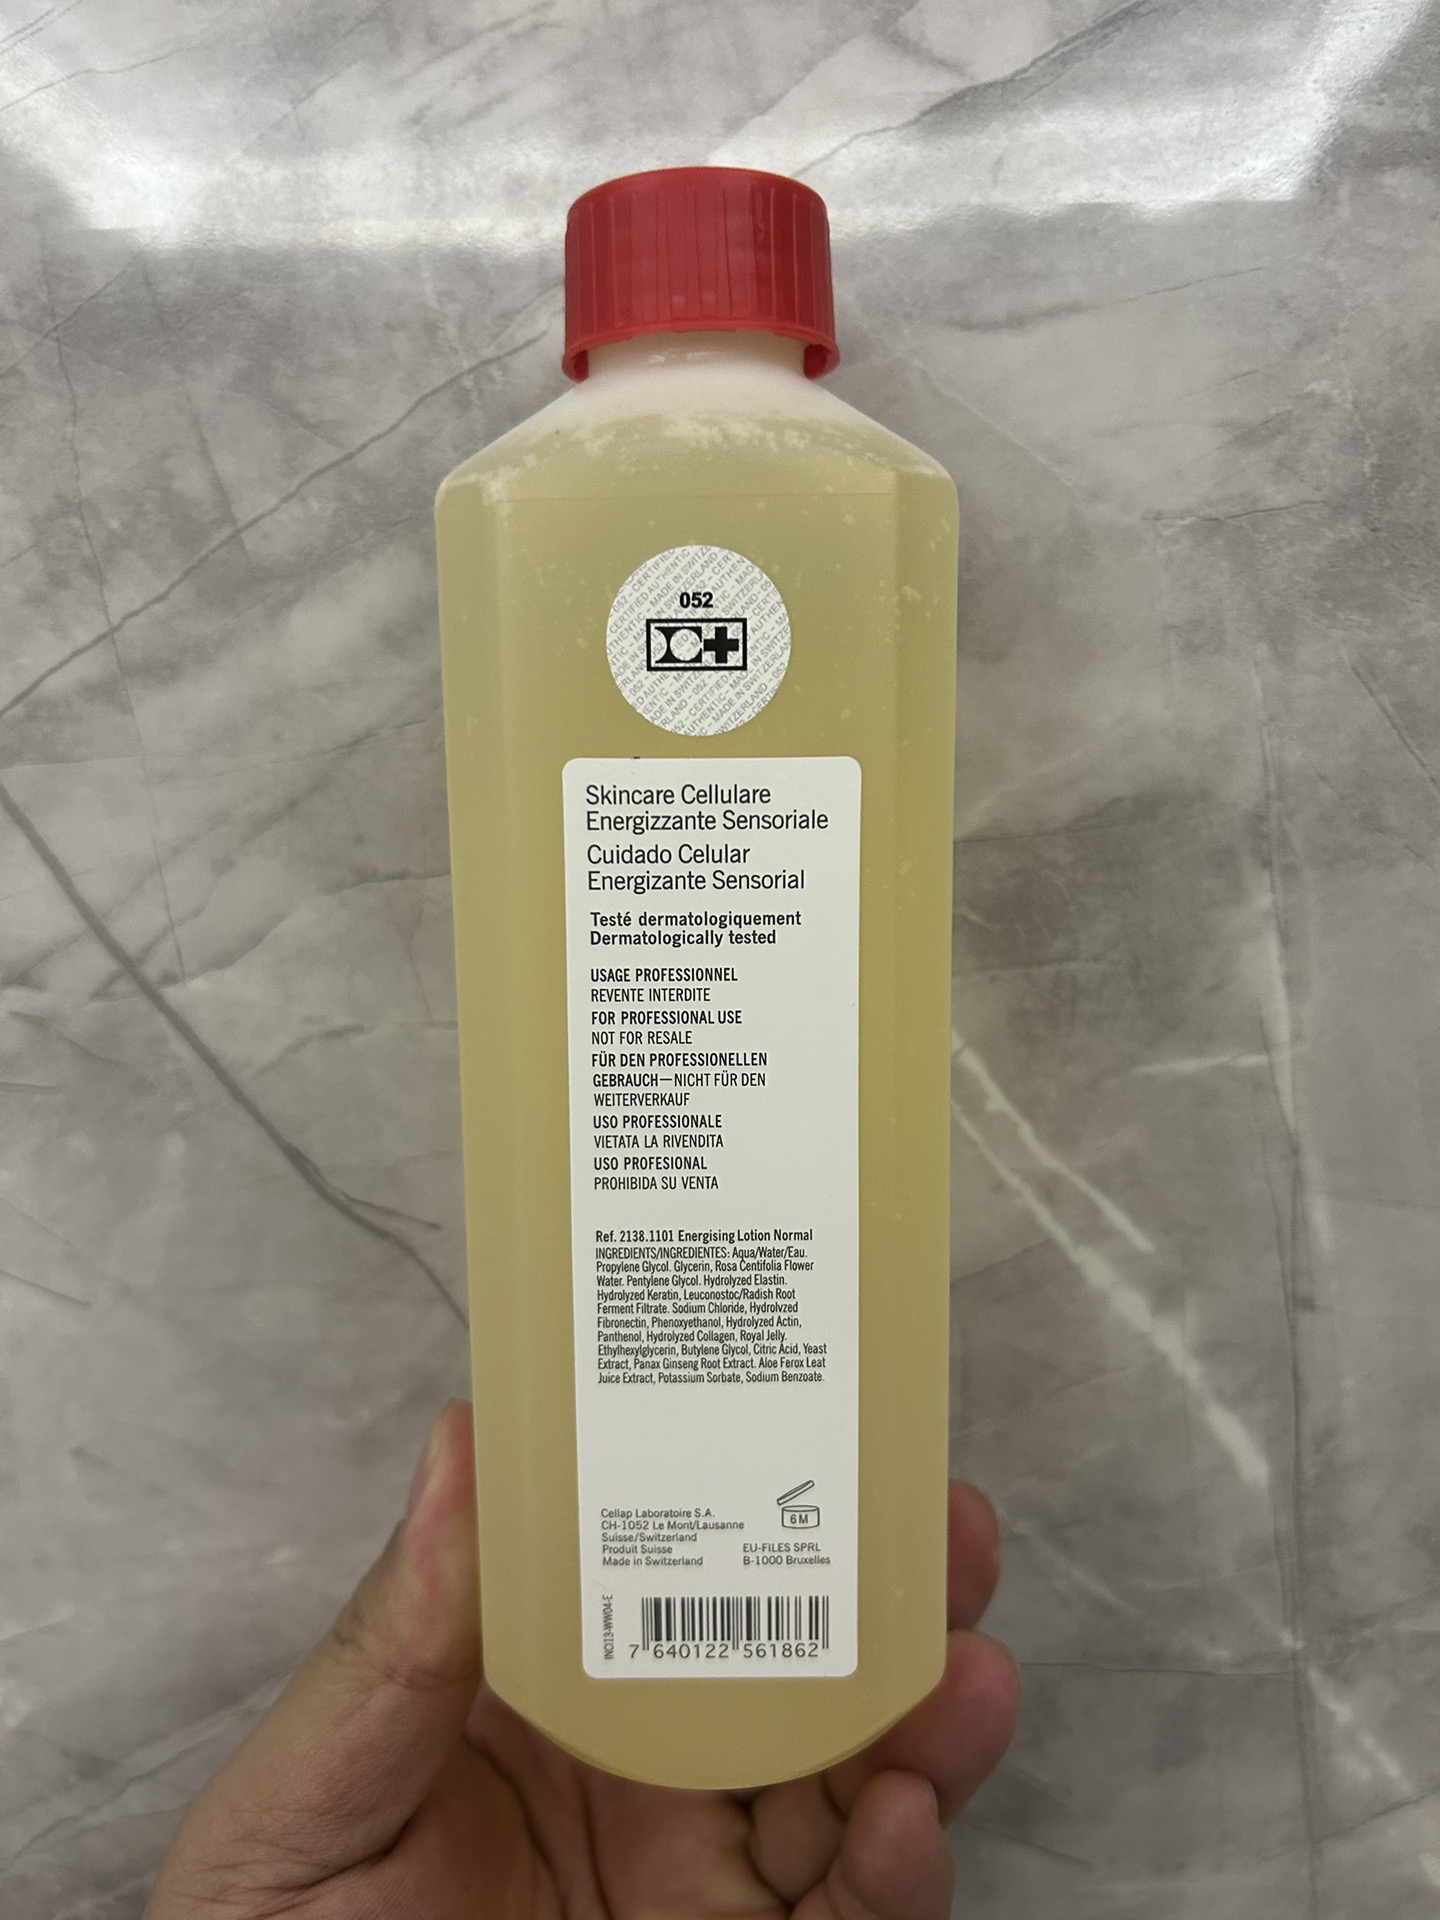 052
Skincare Cellulare
Energizzante Sensoriale
Cuidado Celular
Energizante Sensorial
Testé dermatologiquement
Dermatologically tested
USAGE PROFESSIONNEL
REVENTE INTERDITE
FOR PROFESSIONAL USE
NOT FOR RESALE
FÜR DEN PROFESSIONELLEN
GEBRAUCH—NICHT FÜR DEN
WEITERVERKAUF
USO PROFESSIONALE
VIETATA LA RIVENDITA
USO PROFESIONAL
PROHIBIDA SU VENTA
Ref. 2138.1101 Energising Lotion Normal
INGREDIENTS/INGREDIENTES: Aqua/Water/Eau.
Propylene Glycol. Glycerin, Rosa Centifolia Flower
Water. Pentylene Glycol. Hydrolyzed Elastin.
Hydrolyzed Keratin, Leuconostoc/Radish Root
Ferment Filtrate. Sodium Chloride, Hydrolvzed
Fibronectin, Phenoxyethanol, Hydrolyzed Actin,
Panthenol, Hydrolyzed Collagen, Royal Jelly.
Ethylhexylglycerin, Butylene Glycol, Citric Acid, Yeast
Extract, Panax Ginseng Root Extract. Aloe Ferox Leat
Juice Extract, Potassium Sorbate, Sodium Benzoate.
6M
Cellap Laboratoire S.A.
CH-1052 Le Mont/Lausanne
Suisse/Switzerland
Produit Suisse
Made in Switzerland
EU-FILES SPRL
B-1000 Bruxelles
INCI13-WW04-E
7 640122 561862